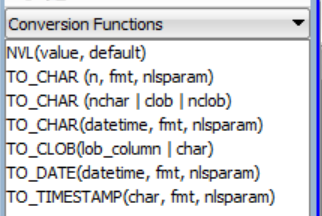 Conversion Functions
NVL(value, default)
TO_CHAR (n, fmt, nlsparam)
TO_CHAR (nchar | clob | nclob)
TO_CHAR(datetime, fmt, nlsparam)
TO_CLOB(lob_column | char)
TO_DATE(datetime, fmt, nlsparam)
TO_TIMESTAMP(char, fmt, nlsparam)